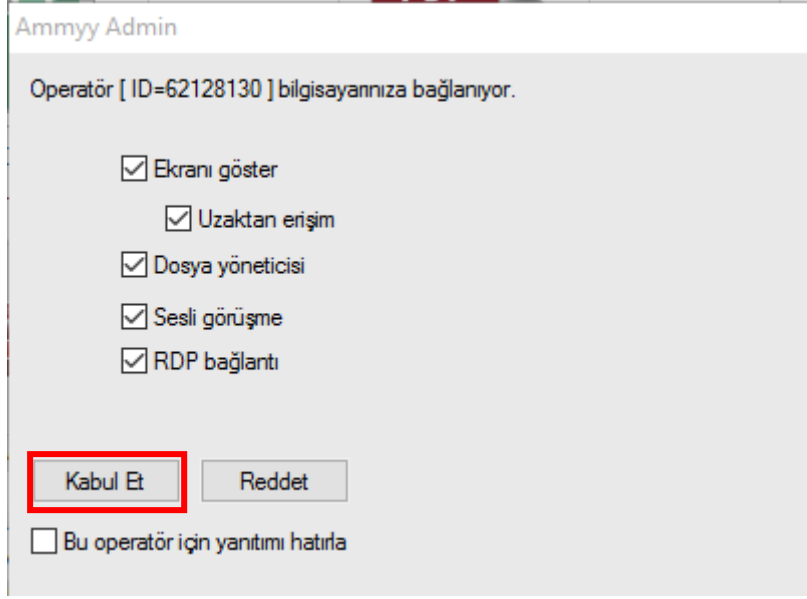 Ammyy Admin
Operatör [ ID=62128130 ] bilgisayarınıza bağlanıyor.
Ekranı göster
Uzaktan erişim
Dosya yöneticisi
Sesli görüşme
RDP bağlantı
Kabul Et
Reddet
Bu operatör için yanıtımı hatırla